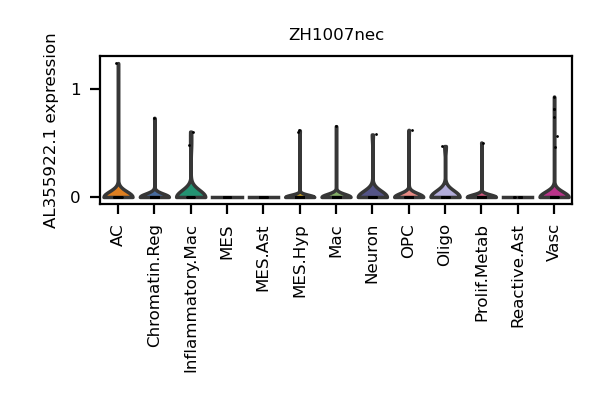 ZH1007nec
AL355922.1 expression
1
0
AC
Chromatin.Reg
Inflammatory.Mac
MES
MES.Ast
MES.Hyp
Mac
Neuron
OPC
Oligo
Prolif.Metab
Reactive.Ast
Vasc